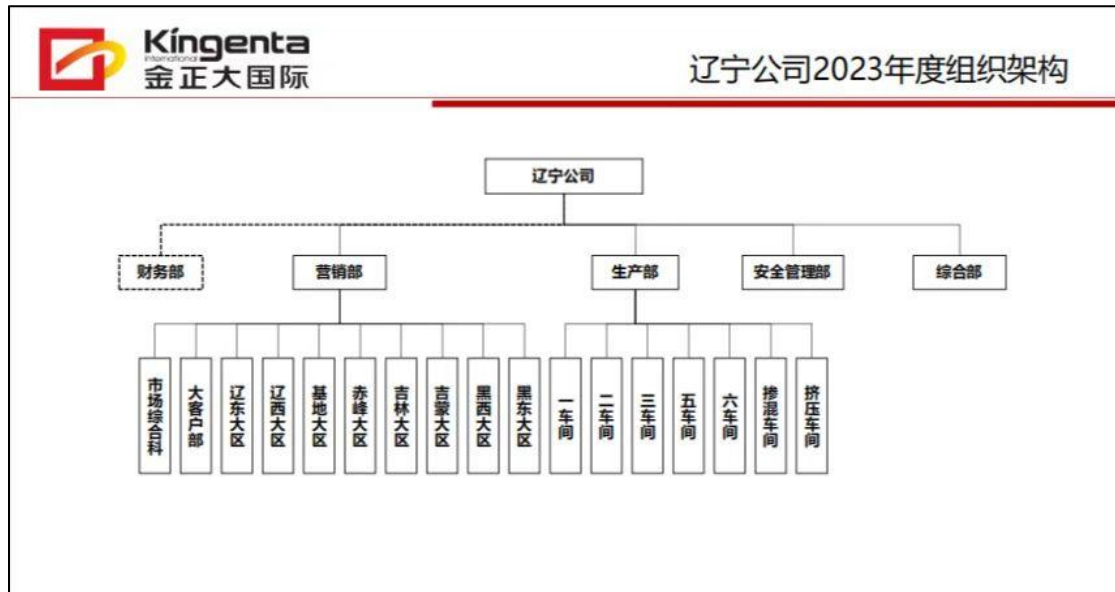 Kingenta
International
金正大国际
辽宁公司2023年度组织架构
辽宁公司
财务部
营销部
生产部
安全管理部
综合部
市场综合科
大客户部
辽东大区
辽西大区
基地大区
赤峰大区
吉林大区
吉蒙大区
黑西大区
黑东大区
一车间
二车间
三车间
五车间
六车间
掺混车间
挤压车间